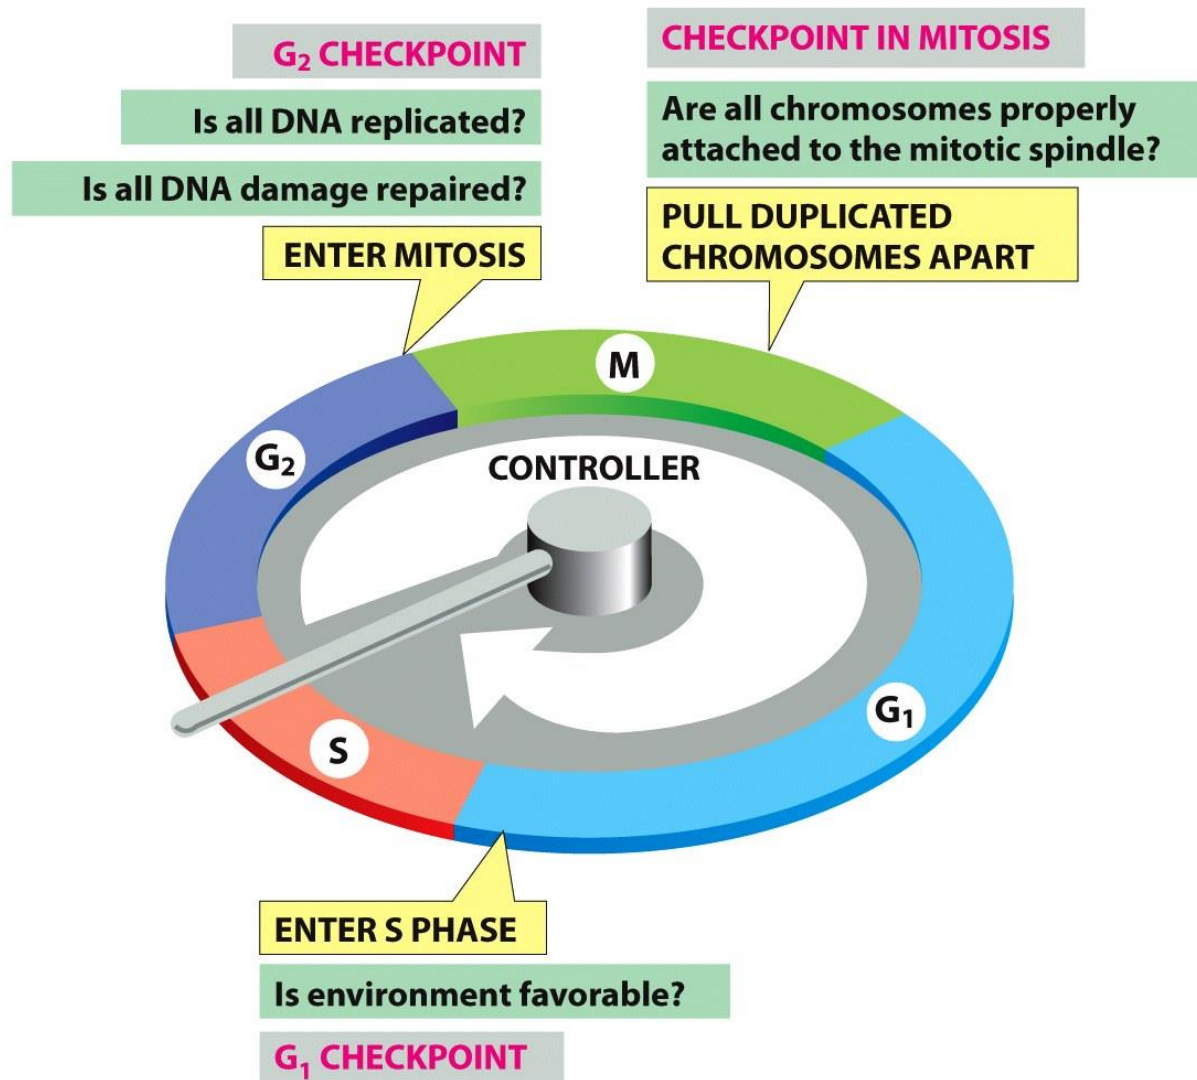 G₂ CHECKPOINT
Is all DNA replicated?
Is all DNA damage repaired?
ENTER MITOSIS
CHECKPOINT IN MITOSIS
Are all chromosomes properly
attached to the mitotic spindle?
PULL DUPLICATED
CHROMOSOMES APART
M
G₂
CONTROLLER
G₁
S
ENTER S PHASE
Is environment favorable?
G₁ CHECKPOINT